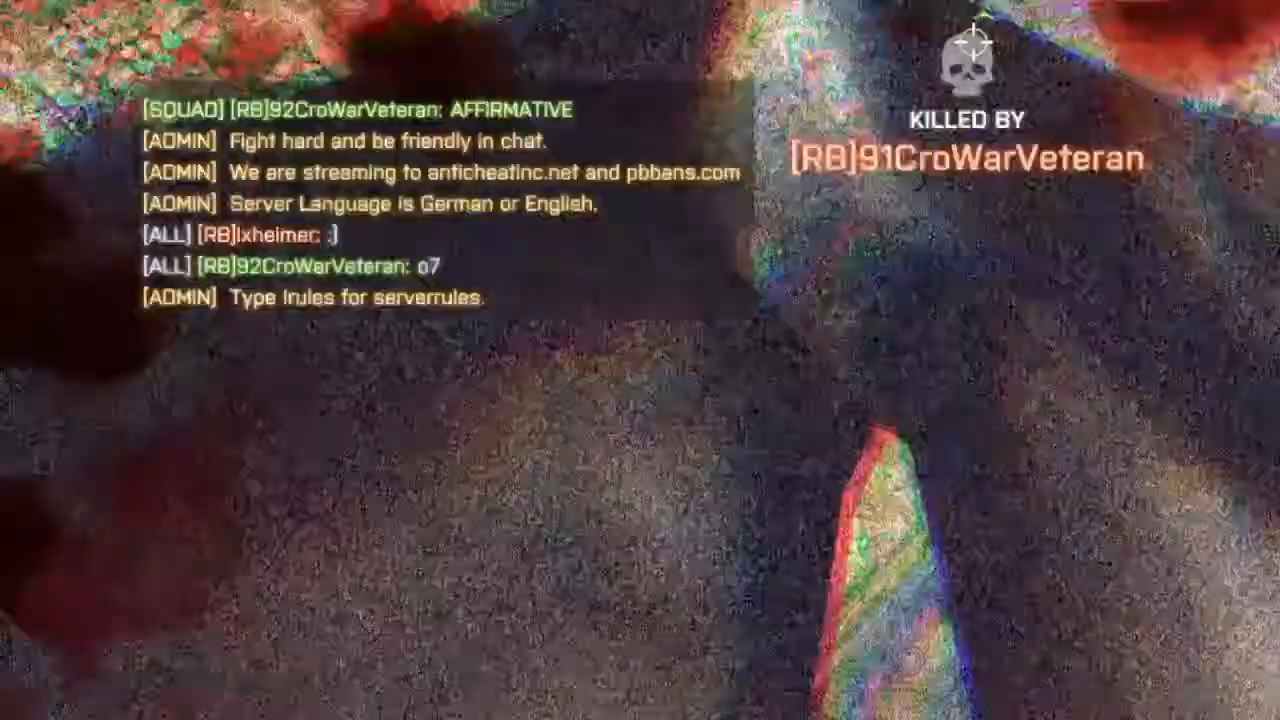 [SQUAD] [RB]92CroWarVeteran: AFFIRMATIVE
[ADMIN] Fight hard and be friendly in chat.
[ADMIN] We are streaming to anticheatinc.net and pbbans.com
[ADMIN] Server Language is German or English.
[ALL] [RB]Ixheimer: :)
[ALL] [RB]92CroWarVeteran: o7
[ADMIN] Type !rules for serverrules.
KILLED BY
[RB]91CroWarVeteran